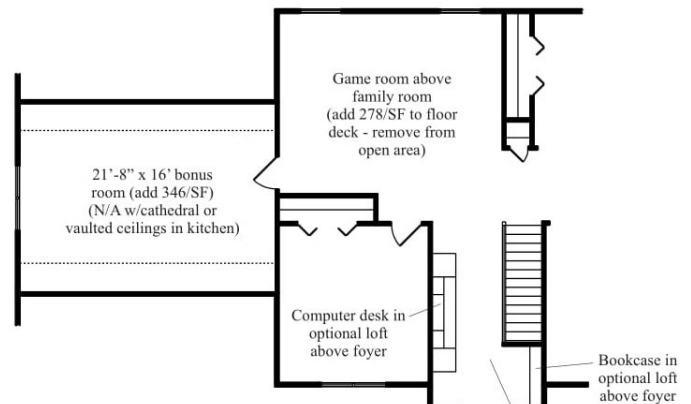 Game room above
family room
(add 278/SF to floor
deck - remove from
open area)
21’-8” x 16’ bonus
room (add 346/SF)
(N/A w/cathedral or
vaulted ceilings in kitchen)
Computer desk in
optional loft
above foyer
Bookcase in
optional loft
above foyer